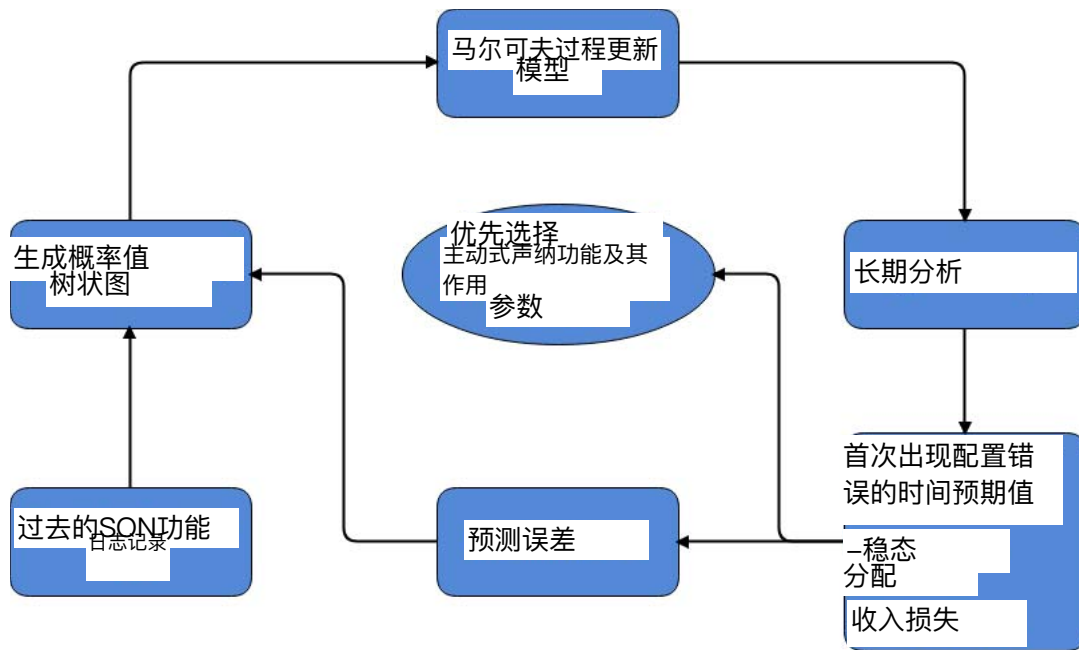 马尔可夫过程更新
模型
生成概率值
树状图
优先选择
主动式声纳功能及其
作用
参数
长期分析
过去的SON功能
日志记录
预测误差
首次出现配置错
误的时间预期值
–稳态
分配
收入损失